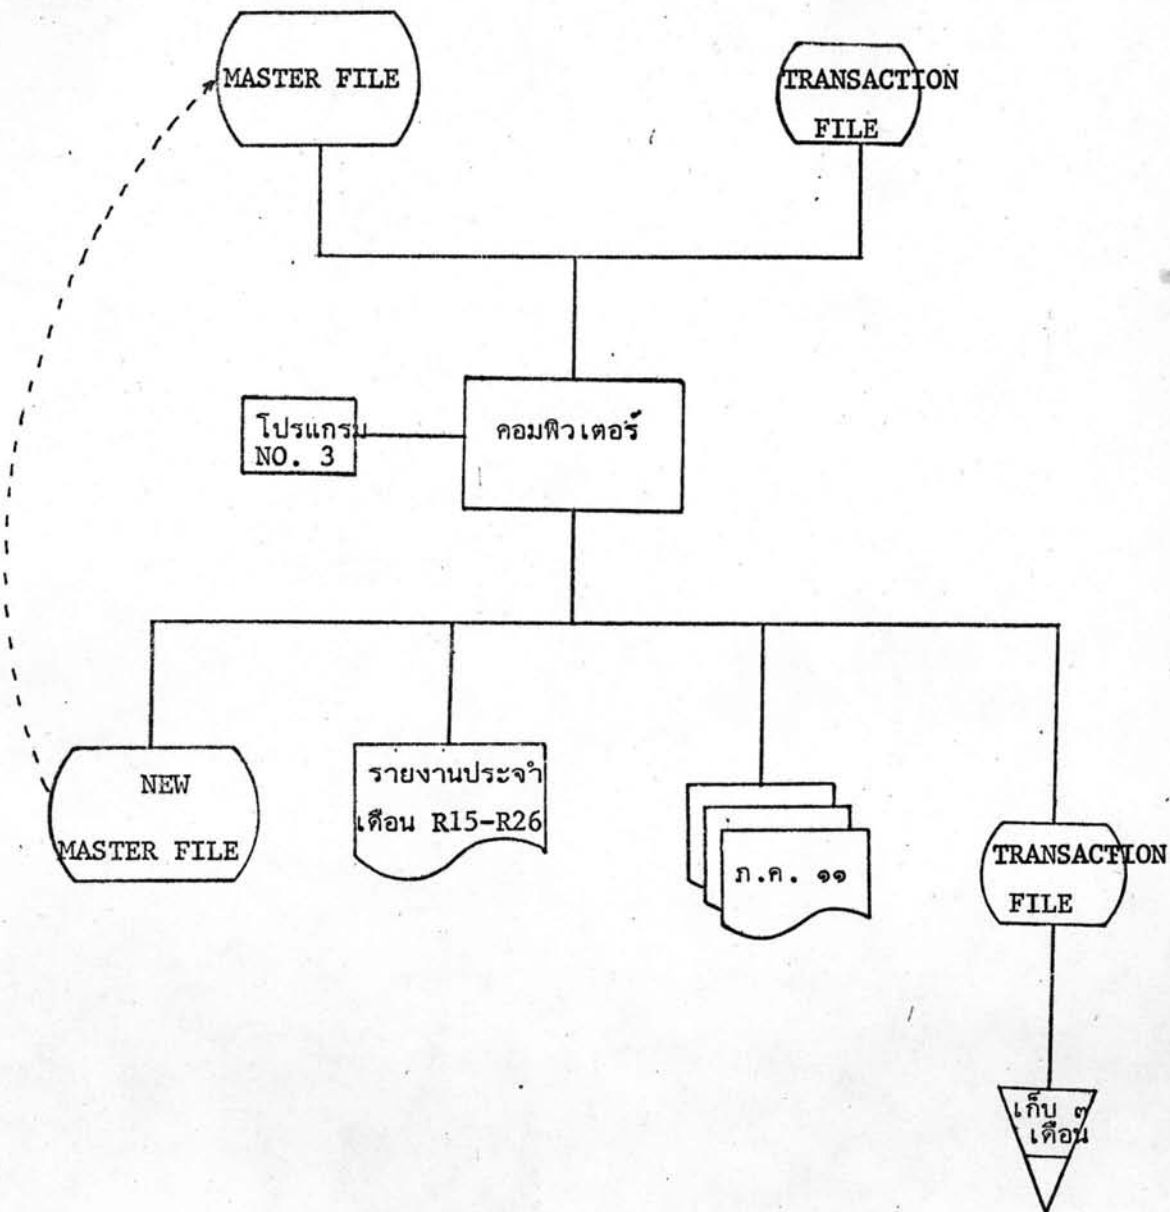 MASTER FILE
TRANSACTION
FILE
โปรแกรม
NO. 3
คอมพิวเตอร์
NEW
MASTER FILE
รายงานประจำ
เดือน R15-R26
ภ.ค. ๑๑
TRANSACTION
FILE
เก็บ ๓
เดือน